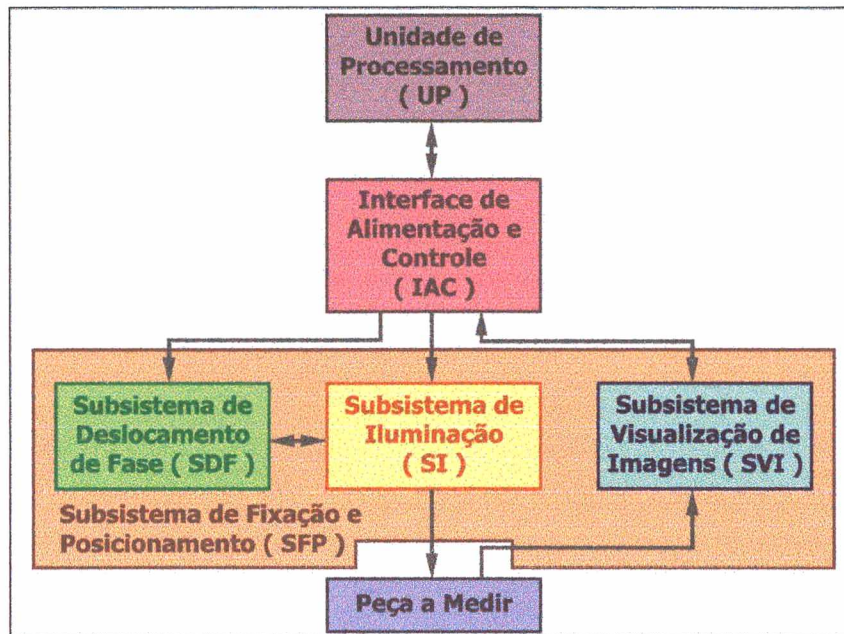 Unidade de
Processamento
( UP )
Interface de
Alimentação e
Controle
( IAC )
Subsistema de
Deslocamento
de Fase ( SDF )
Subsistema de
Iluminação
( SI )
Subsistema de
Visualização de
Imagens ( SVI )
Subsistema de Fixação e
Posicionamento ( SFP )
Peça a Medir